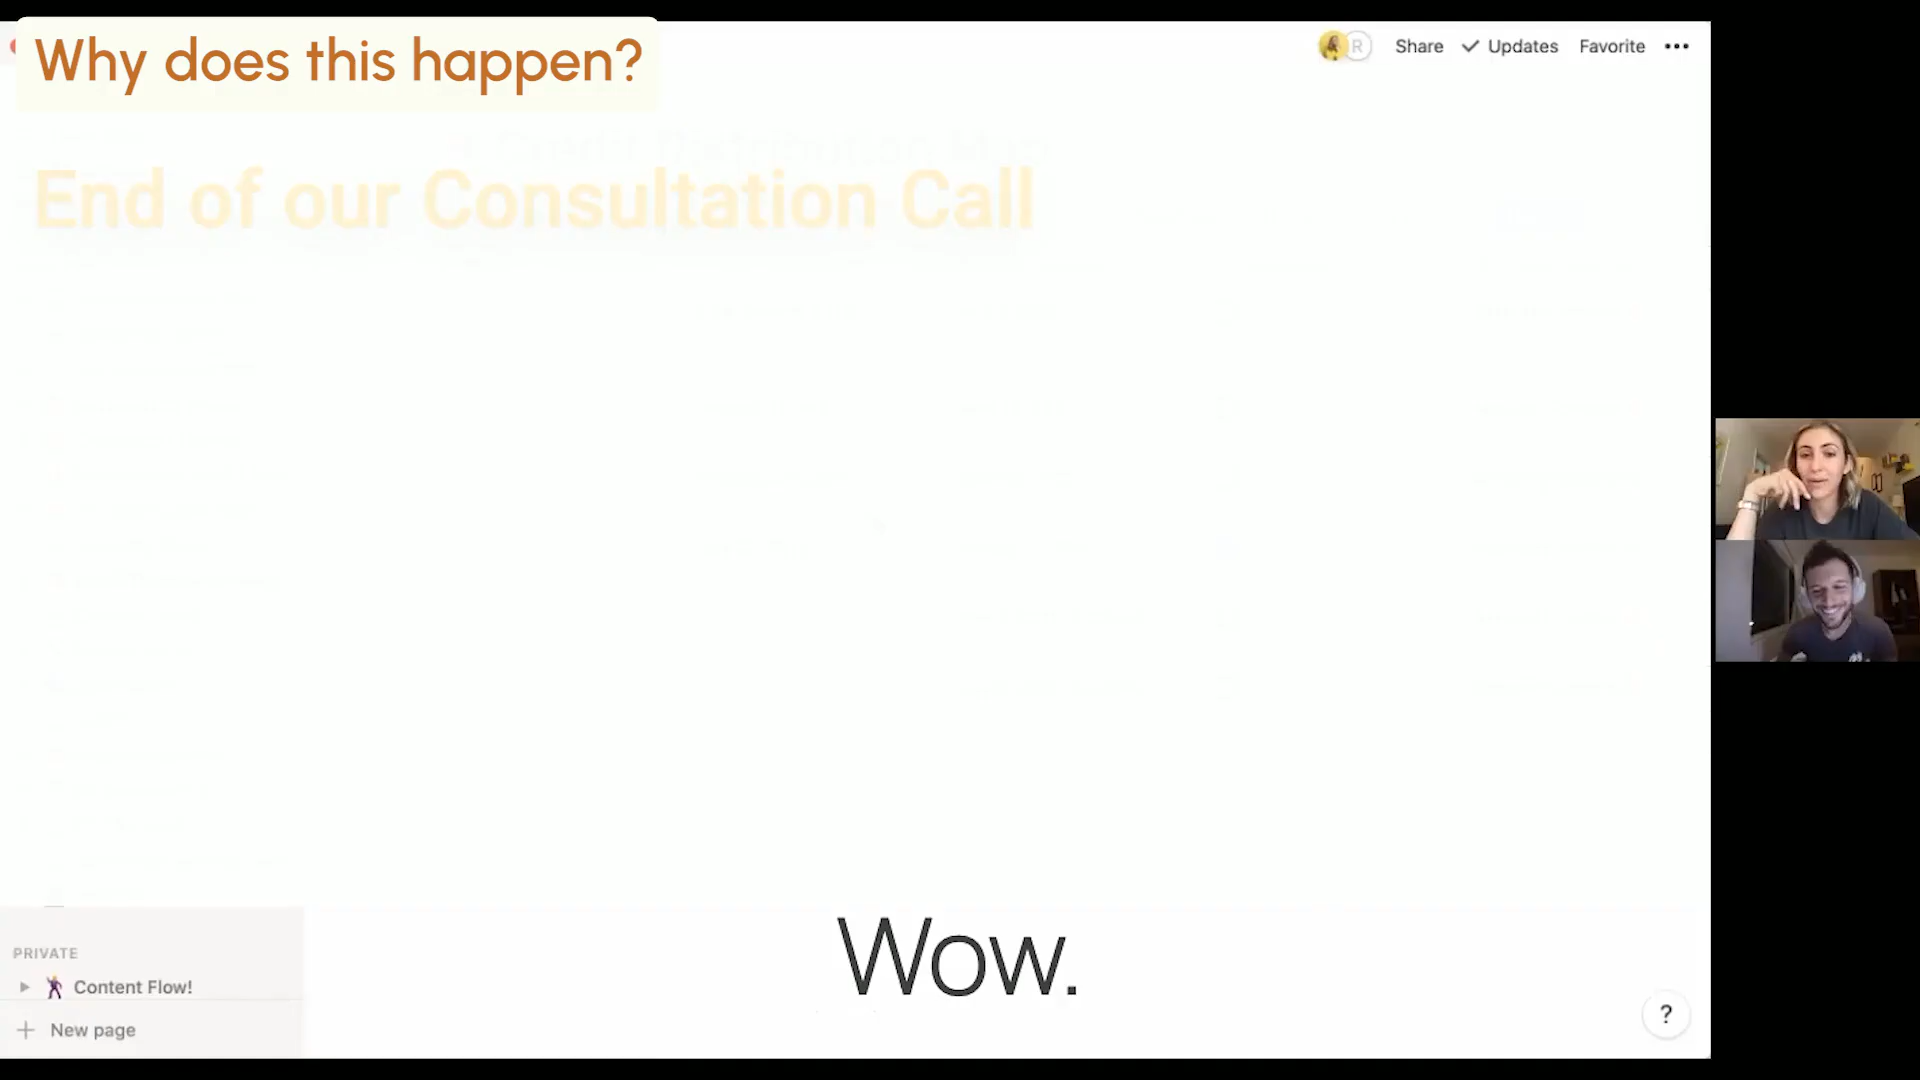 Why does this happen?
R
Share
Updates
Favorite
End of our Consultation Call
PRIVATE
Content Flow!
New page
Wow.
?